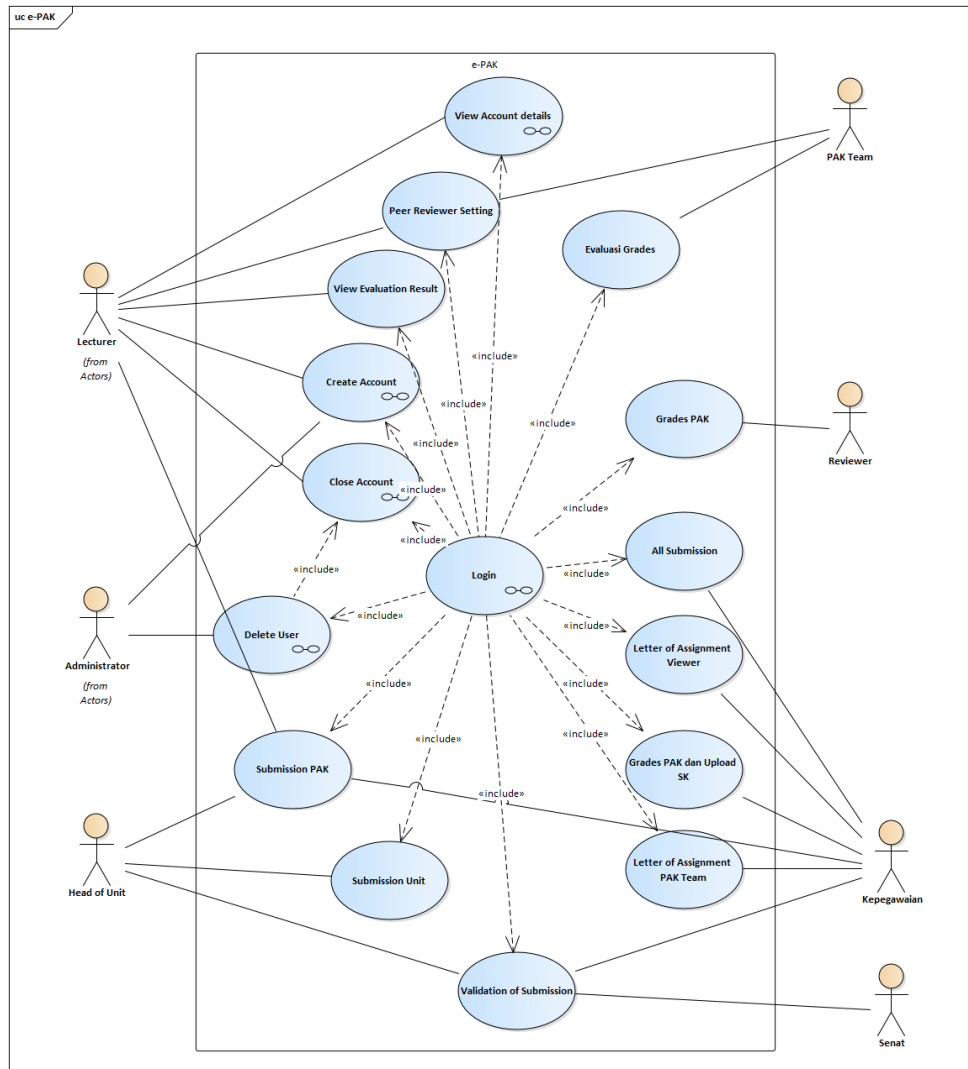 uc e-PAK
e-PAK
View Account details
PAK Team
Peer Reviewer Setting
Evaluasi Grades
View Evaluation Result
Lecturer
(from
Actors)
«include»
Create Account
«include»
«include»
Grades PAK
«include»
Reviewer
Close Account
«include»
«include»
«include»
All Submission
«include»
«include»
Login
«include»
«include»
Delete User
«include»
Letter of Assignment
Viewer
Administrator
(from
Actors)
«include»
«include»
«include»
«include»
Submission PAK
Grades PAK dan Upload
SK
«include»
Head of Unit
Submission Unit
Letter of Assignment
PAK Team
Kepegawaian
Validation of Submission
Senat